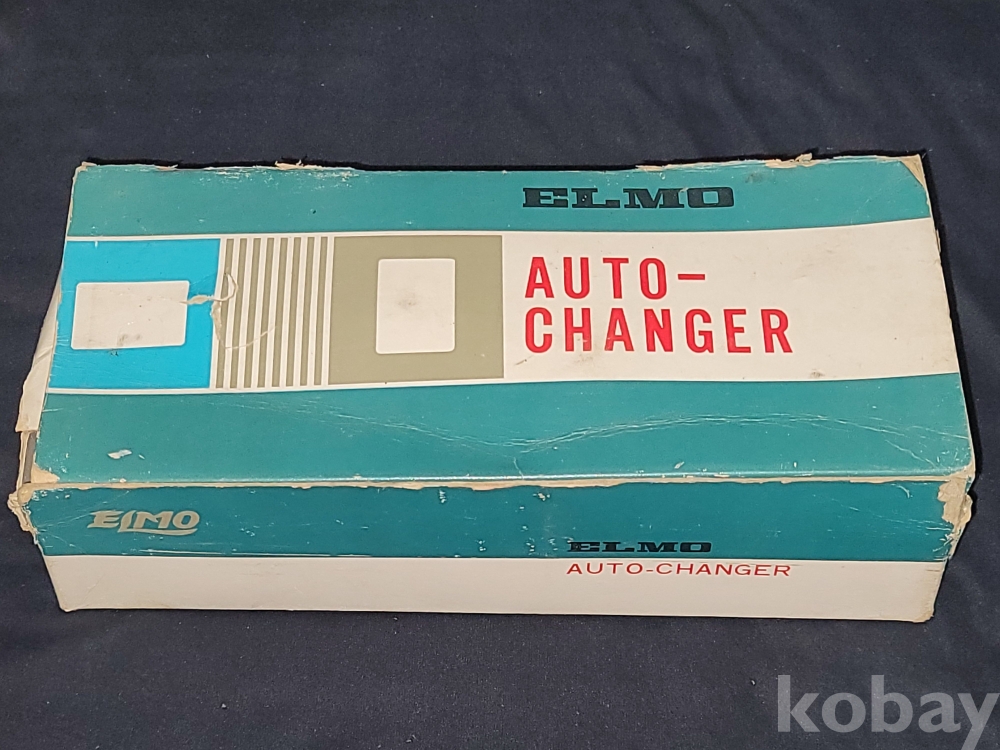 ELMO
AUTO-
CHANGER
ELMO
ELMO
AUTO-CHANGER
kobay